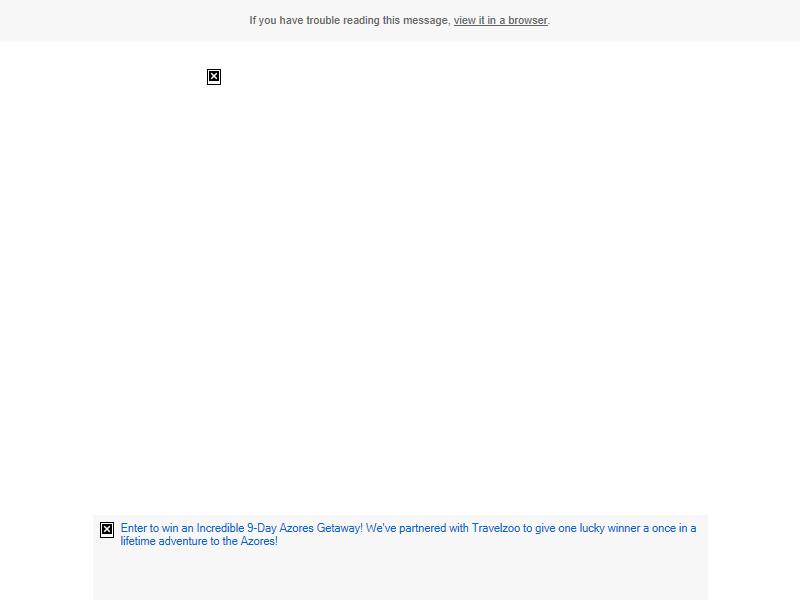 If you have trouble reading this message, view it in a browser.
Enter to win an Incredible 9-Day Azores Getaway! We've partnered with Travelzoo to give one lucky winner a once in a
lifetime adventure to the Azores!